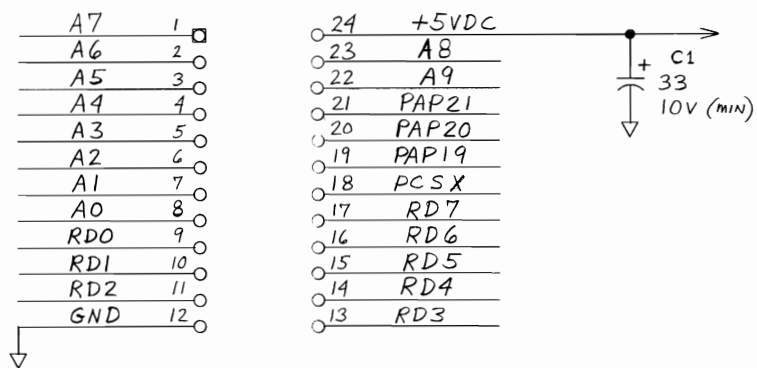 A7 1 24 +5VDC
A6 2 23 A8
A5 3 22 A9
A4 4 21 PAP21
A3 5 20 PAP20
A2 6 19 PAP19
A1 7 18 PCSX
A0 8 17 RD7
RD0 9 16 RD6
RD1 10 15 RD5
RD2 11 14 RD4
GND 12 13 RD3
+ C1
33
10V (MIN)